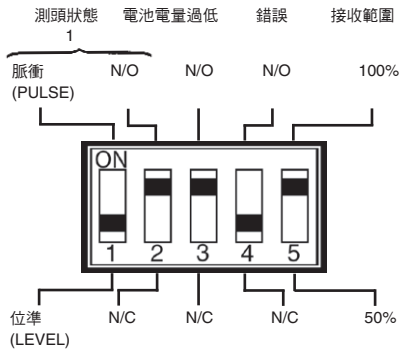 測頭狀態 電池電量過低 錯誤 接收範圍
1
脈衝 N/O N/O N/O 100%
(PULSE)
ON
1 2 3 4 5
位準 N/C N/C N/C 50%
(LEVEL)